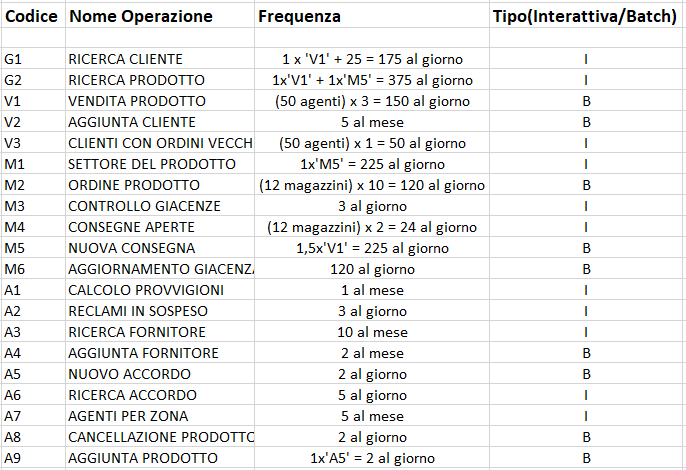 Codice Nome Operazione Frequenza Tipo(Interattiva/Batch)
G1 RICERCA CLIENTE 1 x 'V1' + 25 = 175 al giorno I
G2 RICERCA PRODOTTO 1x'V1' + 1x'M5' = 375 al giorno I
V1 VENDITA PRODOTTO (50 agenti) x 3 = 150 al giorno B
V2 AGGIUNTA CLIENTE 5 al mese B
V3 CLIENTI CON ORDINI VECCH (50 agenti) x 1 = 50 al giorno I
M1 SETTORE DEL PRODOTTO 1x'M5' = 225 al giorno I
M2 ORDINE PRODOTTO (12 magazzini) x 10 = 120 al giorno B
M3 CONTROLLO GIACENZE 3 al giorno I
M4 CONSEGNE APERTE (12 magazzini) x 2 = 24 al giorno I
M5 NUOVA CONSEGNA 1,5x'V1' = 225 al giorno B
M6 AGGIORNAMENTO GIACENZA 120 al giorno B
A1 CALCOLO PROVVIGIONI 1 al mese I
A2 RECLAMI IN SOSPESO 3 al giorno I
A3 RICERCA FORNITORE 10 al mese I
A4 AGGIUNTA FORNITORE 2 al mese B
A5 NUOVO ACCORDO 2 al giorno B
A6 RICERCA ACCORDO 5 al giorno I
A7 AGENTI PER ZONA 5 al mese I
A8 CANCELLAZIONE PRODOTTO 2 al giorno B
A9 AGGIUNTA PRODOTTO 1x'A5' = 2 al giorno B